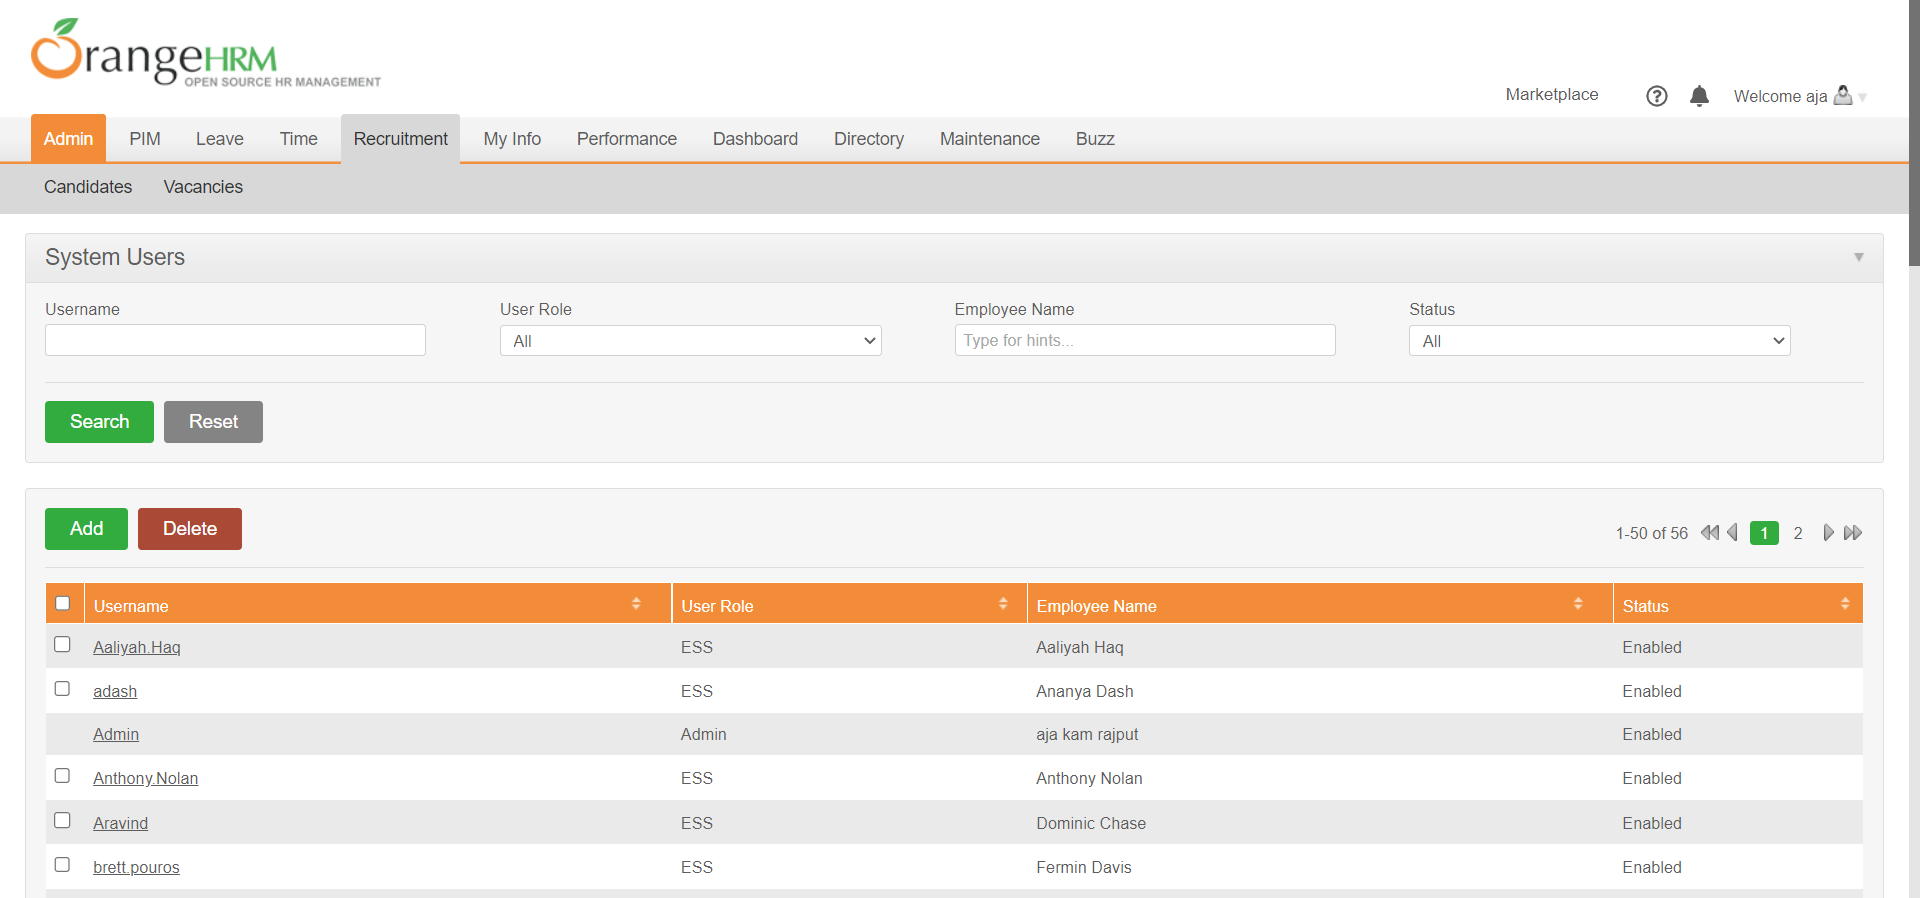 OrangeHRM
OPEN SOURCE HR MANAGEMENT
Marketplace
Welcome aja
Admin PIM Leave Time Recruitment My Info Performance Dashboard Directory Maintenance Buzz
Candidates Vacancies
System Users
Username User Role Employee Name Status
All Type for hints... All
Search Reset
Add Delete 1-50 of 56 1 2
Username User Role Employee Name Status
Aaliyah.Haq ESS Aaliyah Haq Enabled
adash ESS Ananya Dash Enabled
Admin Admin aja kam rajput Enabled
Anthony.Nolan ESS Anthony Nolan Enabled
Aravind ESS Dominic Chase Enabled
brett.pouros ESS Fermin Davis Enabled